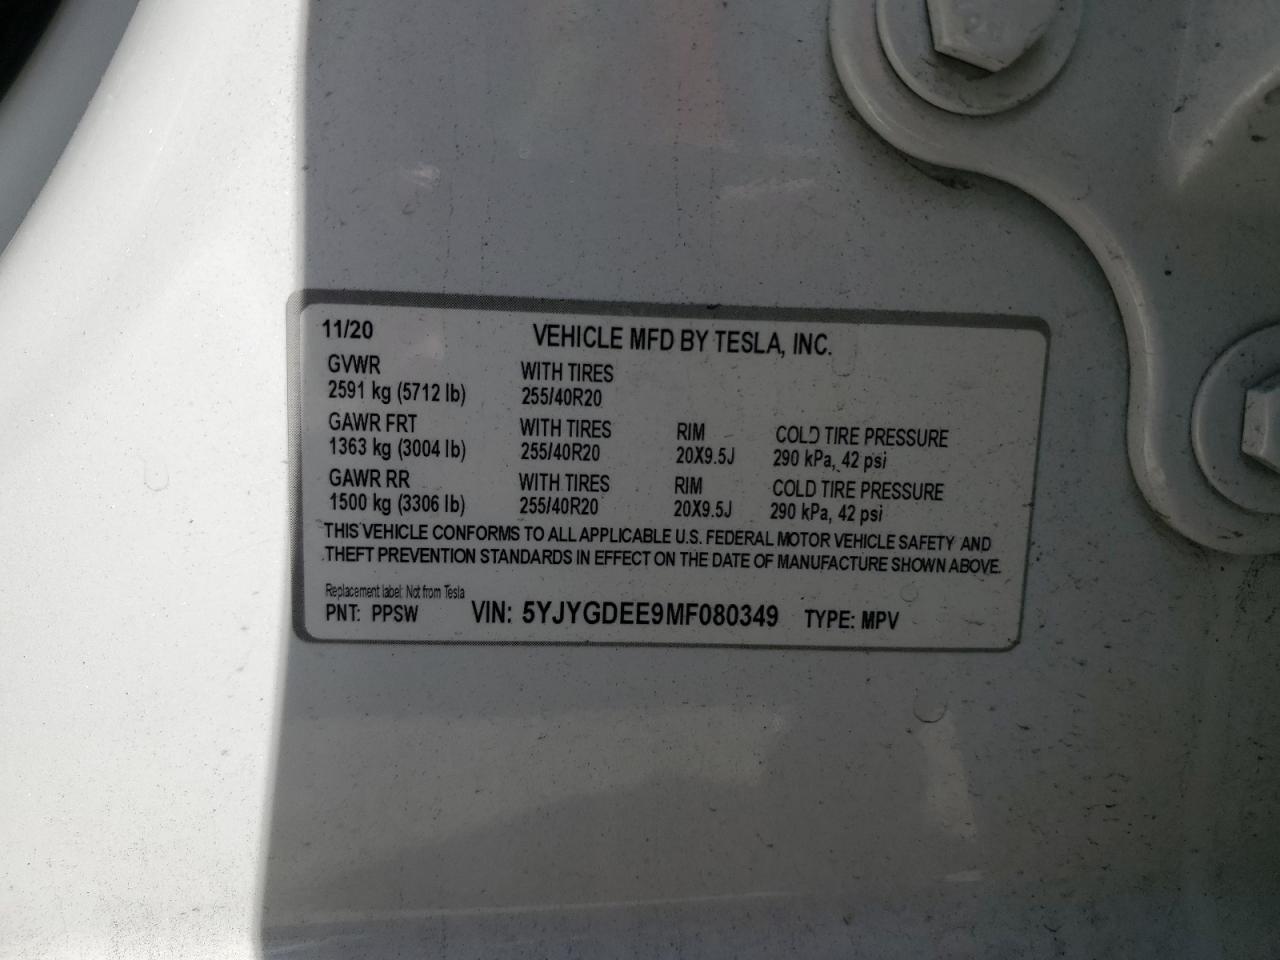 11/20 VEHICLE MFD BY TESLA, INC.
GVWR WITH TIRES
2591 kg (5712 lb) 255/40R20
GAWR FRT WITH TIRES RIM COLD TIRE PRESSURE
1363 kg (3004 lb) 255/40R20 20X9.5J 290 kPa, 42 psi
GAWR RR WITH TIRES RIM COLD TIRE PRESSURE
1500 kg (3306 lb) 255/40R20 20X9.5J 290 kPa, 42 psi
THIS VEHICLE CONFORMS TO ALL APPLICABLE U.S. FEDERAL MOTOR VEHICLE SAFETY AND
THEFT PREVENTION STANDARDS IN EFFECT ON THE DATE OF MANUFACTURE SHOWN ABOVE.
Replacement label: Not from Tesla
PNT: PPSW VIN: 5YJYGDEE9MF080349 TYPE: MPV